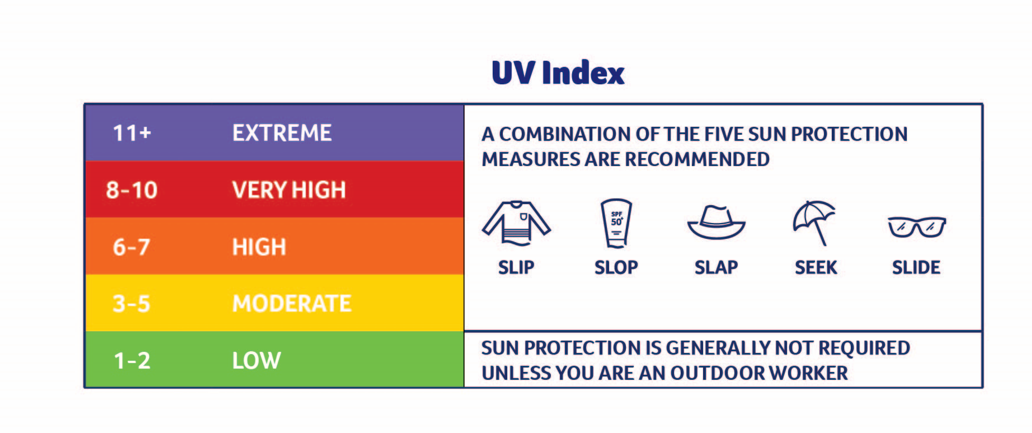 UV Index
11+ EXTREME
8-10 VERY HIGH
6-7 HIGH
3-5 MODERATE
1-2 LOW
A COMBINATION OF THE FIVE SUN PROTECTION
MEASURES ARE RECOMMENDED
SPF
50+
SLIP SLOP SLAP SEEK SLIDE
SUN PROTECTION IS GENERALLY NOT REQUIRED
UNLESS YOU ARE AN OUTDOOR WORKER